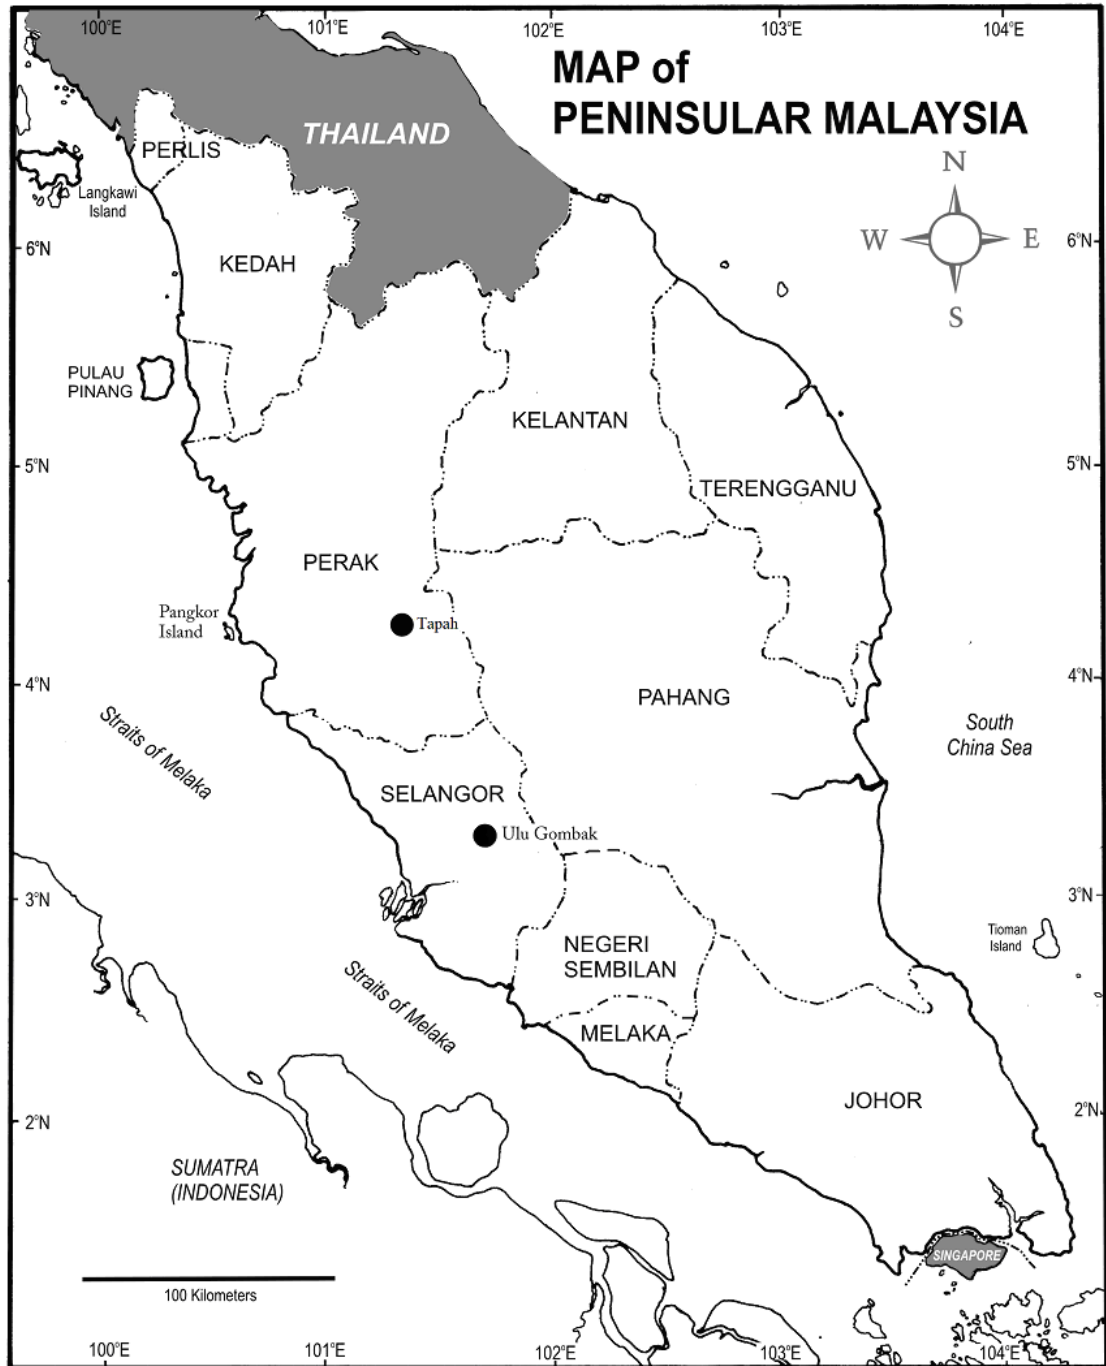 100°E
101°E
102°E
103°E
104°E
MAP of
PENINSULAR MALAYSIA
THAILAND
PERLIS
Langkawi
Island
N
W
E
S
6°N
6°N
KEDAH
PULAU
PINANG
KELANTAN
5°N
5°N
TERENGGANU
PERAK
Pangkor
Island
Tapah
4°N
4°N
PAHANG
Straits of Melaka
South
China Sea
SELANGOR
Ulu Gombak
3°N
3°N
Tioman
Island
NEGERI
SEMBILAN
Straits of Melaka
MELAKA
JOHOR
2°N
2°N
SUMATRA
(INDONESIA)
SINGAPORE
100 Kilometers
100°E
101°E
102°E
103°E
104°E